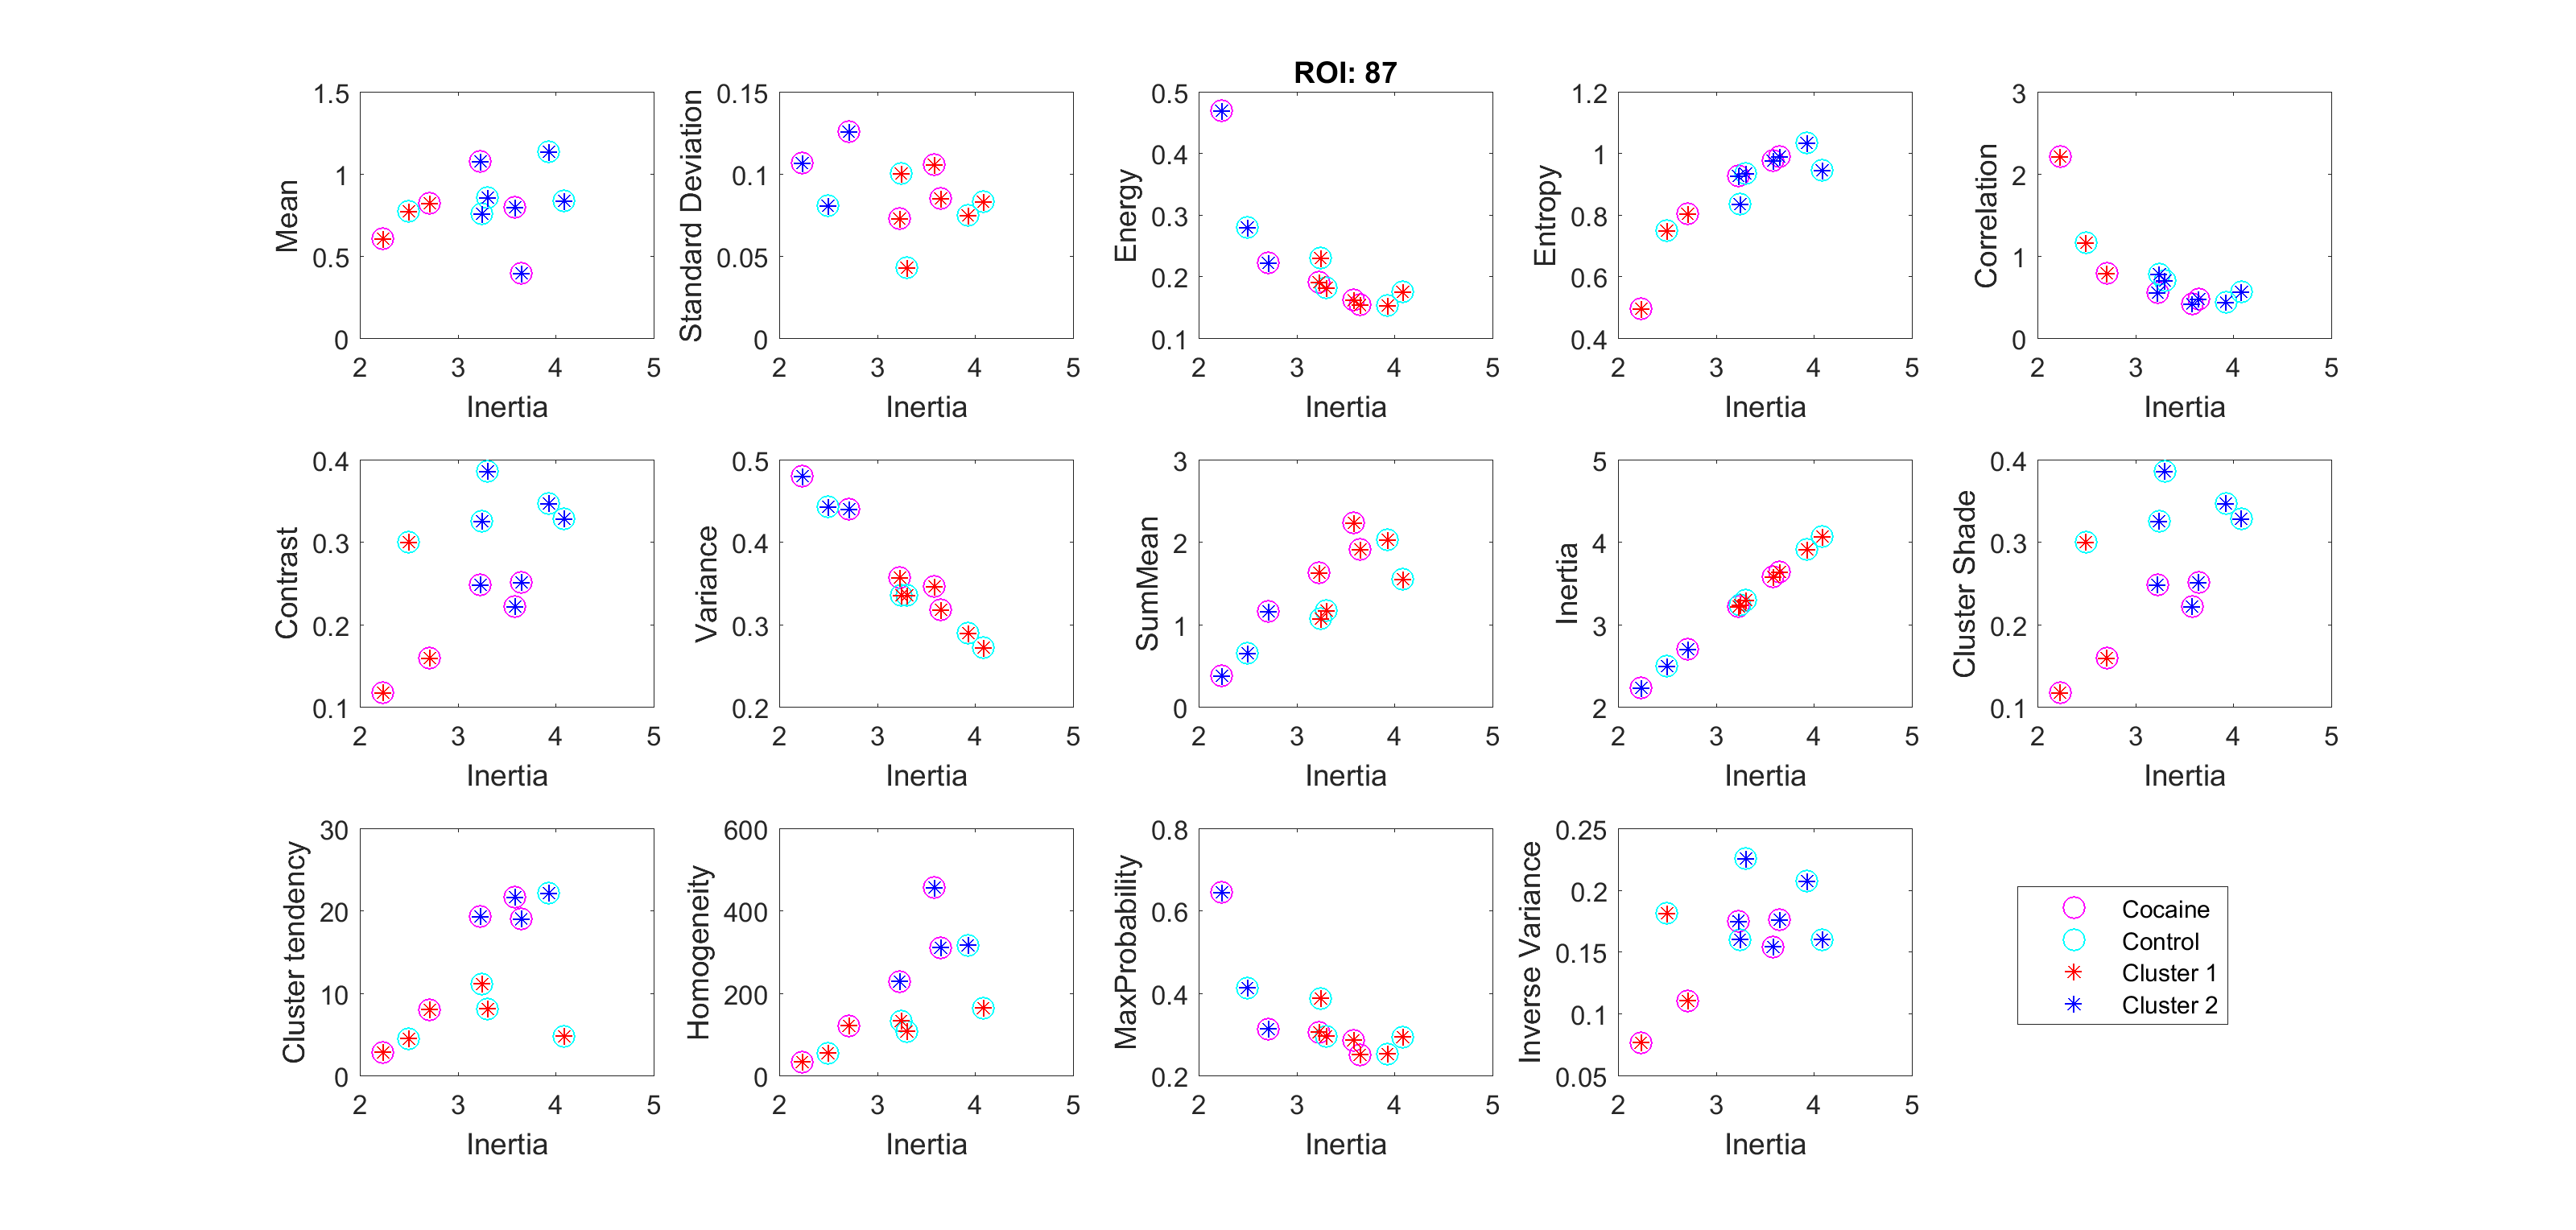 ROI: 87
1.5
1
0.5
0
Mean
2 3 4 5
Inertia
0.15
0.1
0.05
0
Standard Deviation
2 3 4 5
Inertia
0.5
0.4
0.3
0.2
0.1
Energy
2 3 4 5
Inertia
1.2
1
0.8
0.6
0.4
Entropy
2 3 4 5
Inertia
3
2
1
0
Correlation
2 3 4 5
Inertia
0.4
0.3
0.2
0.1
Contrast
2 3 4 5
Inertia
0.5
0.4
0.3
0.2
Variance
2 3 4 5
Inertia
3
2
1
0
SumMean
2 3 4 5
Inertia
5
4
3
2
Inertia
2 3 4 5
Inertia
0.4
0.3
0.2
0.1
Cluster Shade
2 3 4 5
Inertia
30
20
10
0
Cluster tendency
2 3 4 5
Inertia
600
400
200
0
Homogeneity
2 3 4 5
Inertia
0.8
0.6
0.4
0.2
MaxProbability
2 3 4 5
Inertia
0.25
0.2
0.15
0.1
0.05
Inverse Variance
2 3 4 5
Inertia
Cocaine
Control
Cluster 1
Cluster 2